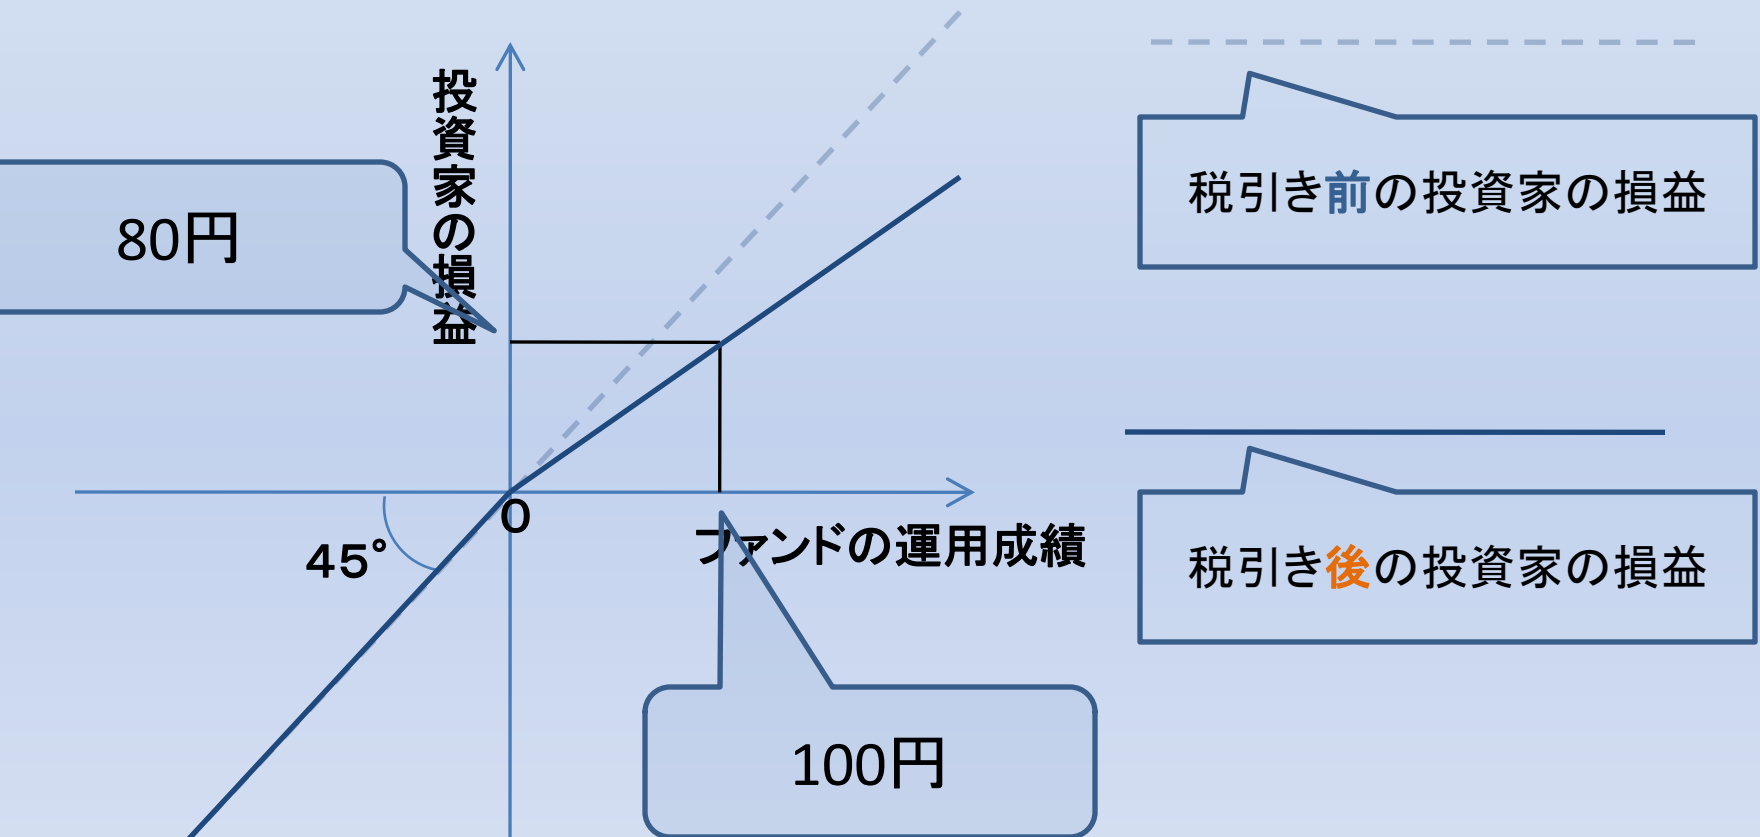 投資家の損益
80円
税引き前の投資家の損益
0
45°
ファンドの運用成績
税引き後の投資家の損益
100円